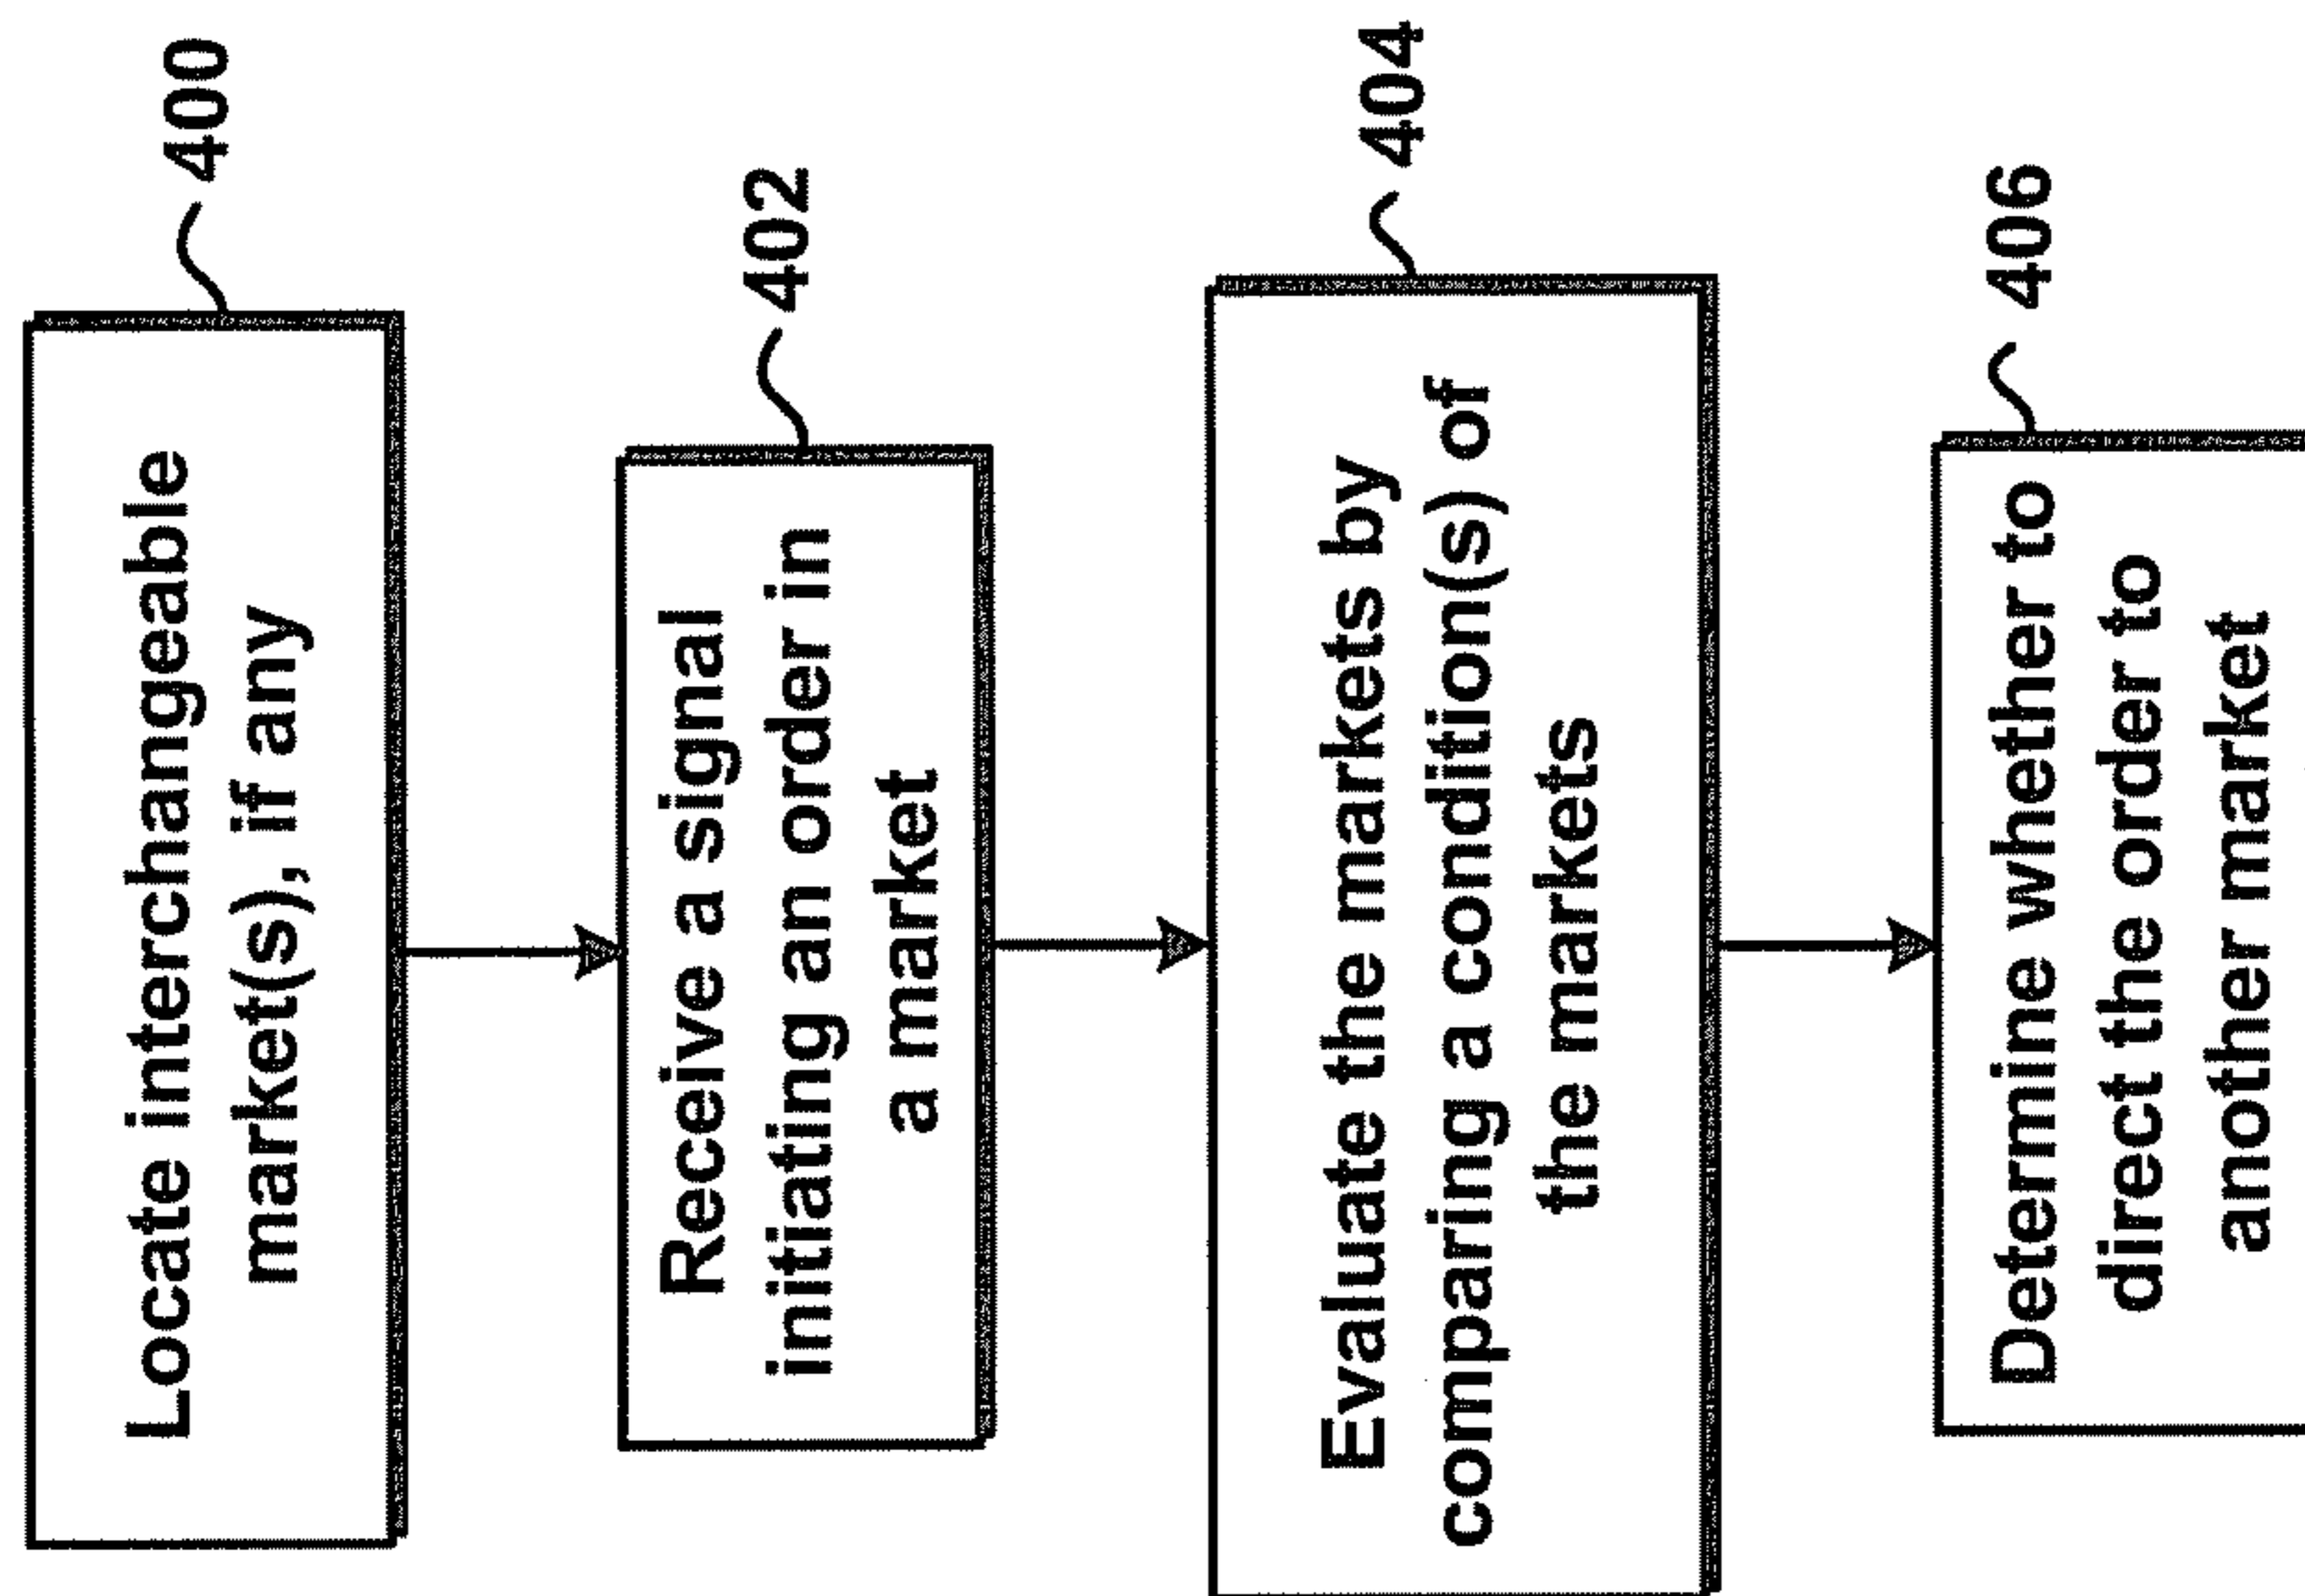 Locate interchangeable
market(s), if any
400
Receive a signal
initiating an order in
a market
402
Evaluate the markets by
comparing a condition(s) of
the markets
404
Determine whether to
direct the order to
another market
406